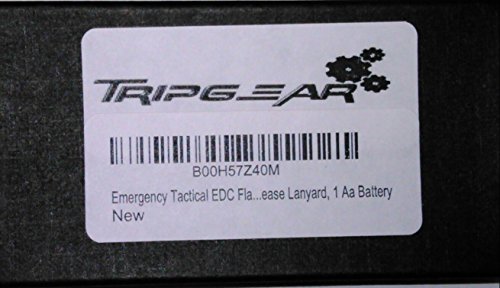 TRIPGEAR
B00H57Z40M
Emergency Tactical EDC Fla...ease Lanyard, 1 Aa Battery
New